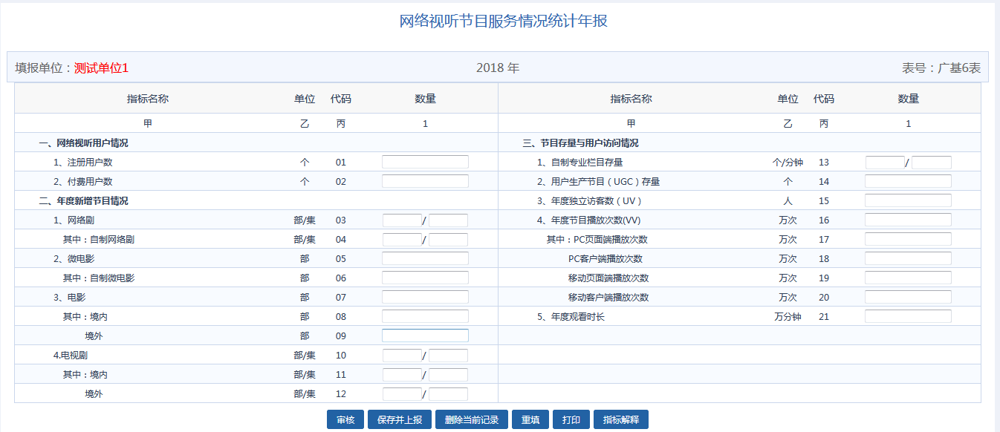 网络视听节目服务情况统计年报
填报单位：测试单位1 2018 年 表号：广基6表
指标名称 单位 代码 数量 指标名称 单位 代码 数量
甲 乙 丙 1 甲 乙 丙 1
一、网络视听用户情况 三、节目存量与用户访问情况
1、注册用户数 个 01 1、自制专业栏目存量 个/分钟 13 /
2、付费用户数 个 02 2、用户生产节目（UGC）存量 个 14
二、年度新增节目情况 3、年度独立访客数（UV） 人 15
1、网络剧 部/集 03 / 4、年度节目播放次数(VV) 万次 16
其中：自制网络剧 部/集 04 / 其中：PC页面端播放次数 万次 17
2、微电影 部 05 PC客户端播放次数 万次 18
其中：自制微电影 部 06 移动页面端播放次数 万次 19
3、电影 部 07 移动客户端播放次数 万次 20
其中：境内 部 08 5、年度观看时长 万分钟 21
境外 部 09
4.电视剧 部/集 10 /
其中：境内 部/集 11 /
境外 部/集 12 /
审核 保存并上报 删除当前记录 重填 打印 指标解释